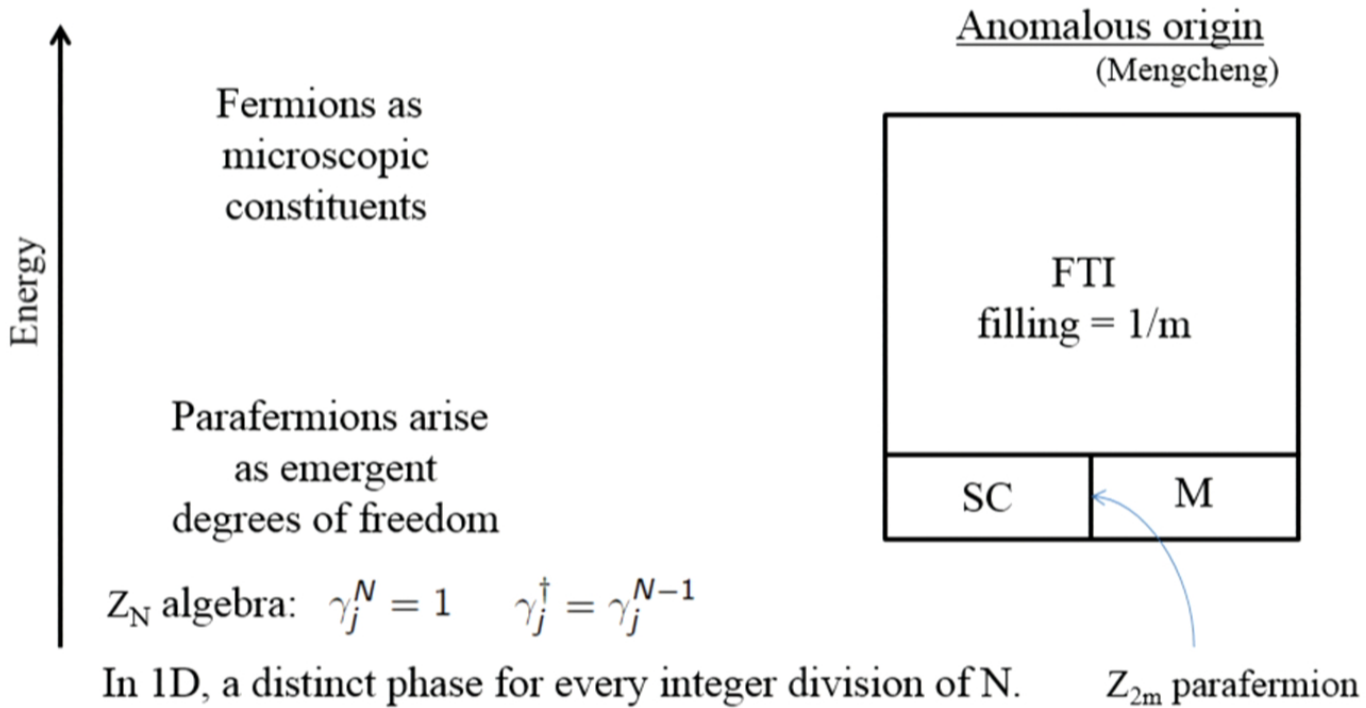 Energy
Fermions as
microscopic
constituents
Parafermions arise
as emergent
degrees of freedom
Z_N algebra: γ_j^N = 1 γ_j^† = γ_j^{N−1}
In 1D, a distinct phase for every integer division of N.
Anomalous origin
(Mengcheng)
FTI
filling = 1/m
SC
M
Z_{2m} parafermion